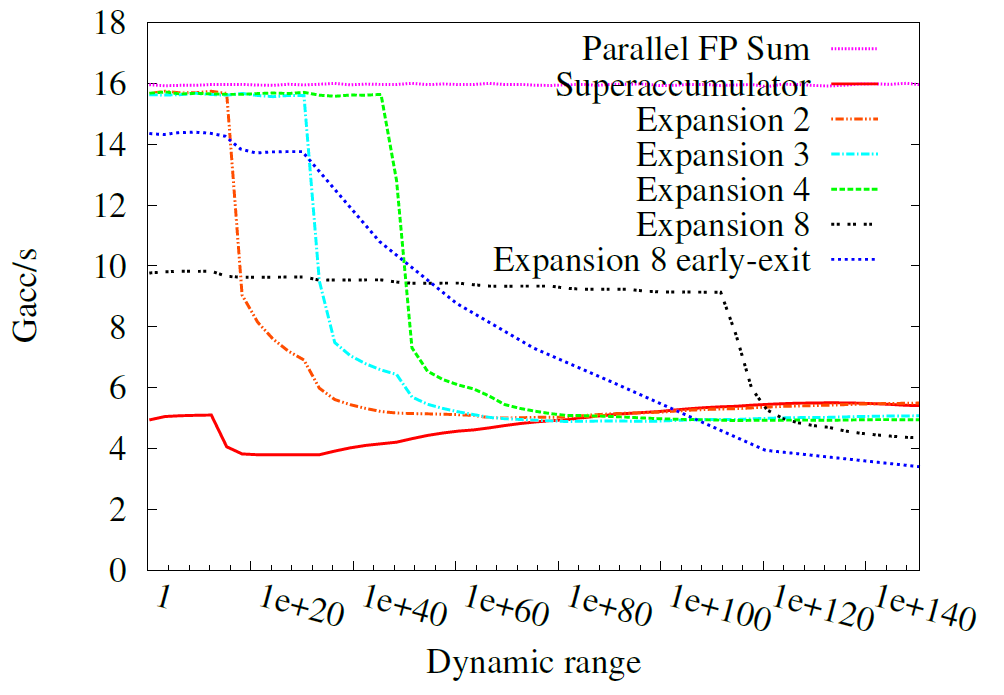 18
16
14
12
10
8
6
4
2
0
Gacc/s
Parallel FP Sum
Superaccumulator
Expansion 2
Expansion 3
Expansion 4
Expansion 8
Expansion 8 early-exit
1 1e+20 1e+40 1e+60 1e+80 1e+100 1e+120 1e+140
Dynamic range